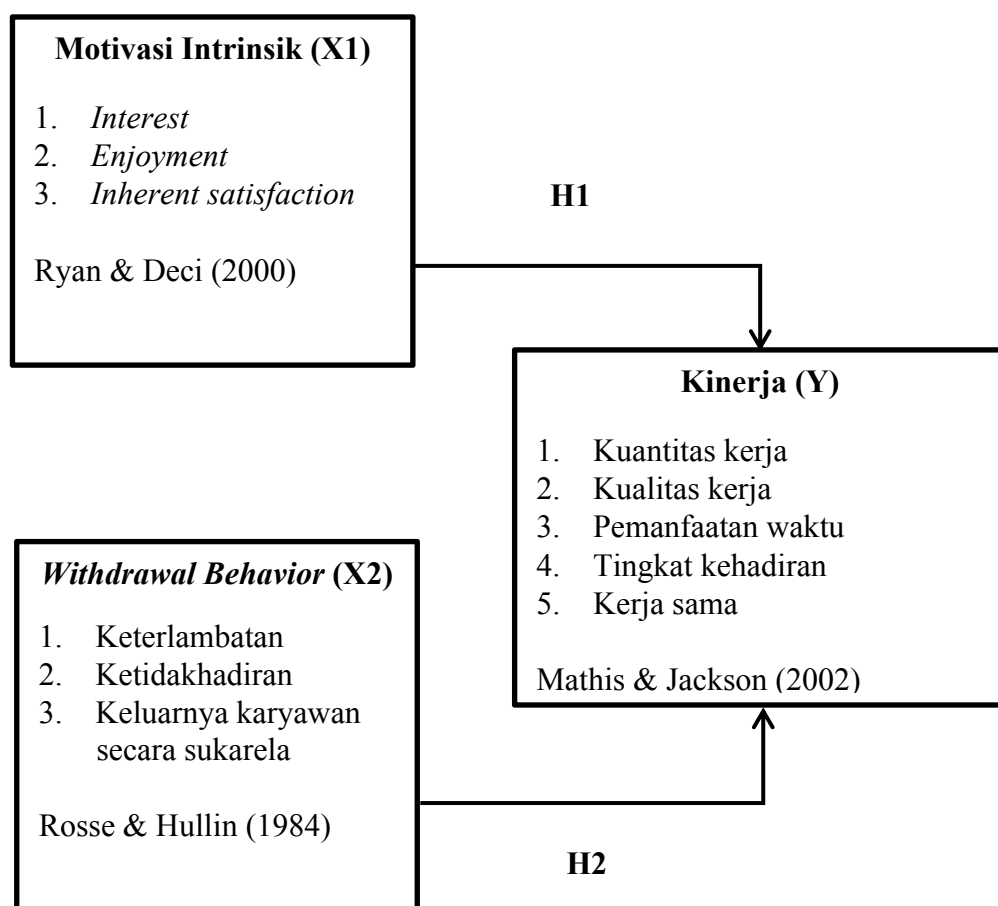 Motivasi Intrinsik (X1)
1. Interest
2. Enjoyment
3. Inherent satisfaction
Ryan & Deci (2000)
H1
Kinerja (Y)
1. Kuantitas kerja
2. Kualitas kerja
3. Pemanfaatan waktu
4. Tingkat kehadiran
5. Kerja sama
Mathis & Jackson (2002)
Withdrawal Behavior (X2)
1. Keterlambatan
2. Ketidakhadiran
3. Keluarnya karyawan
secara sukarela
Rosse & Hullin (1984)
H2